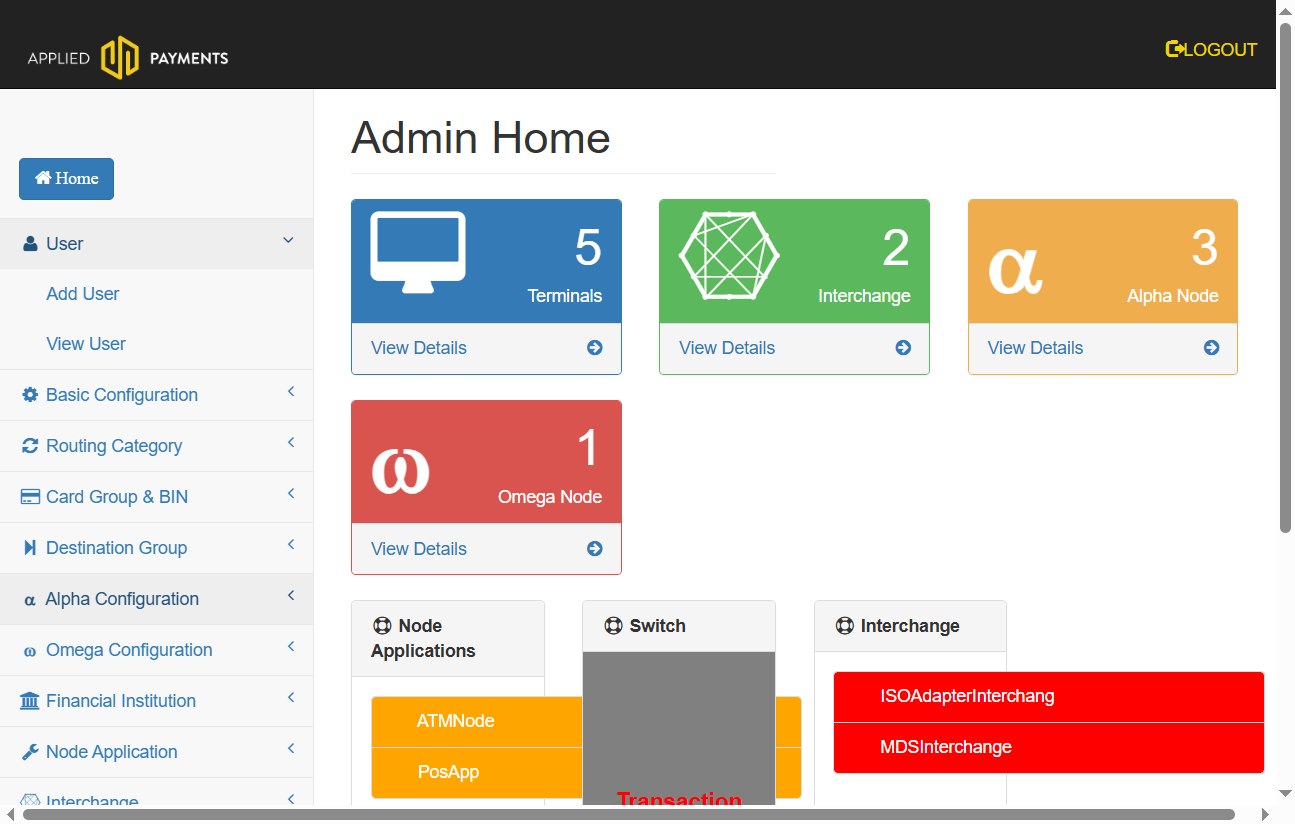 APPLIED PAYMENTS
LOGOUT
Home
User
Add User
View User
Basic Configuration
Routing Category
Card Group & BIN
Destination Group
α Alpha Configuration
ω Omega Configuration
Financial Institution
Node Application
Interchange
Admin Home
5
Terminals
View Details
2
Interchange
View Details
α
3
Alpha Node
View Details
ω
1
Omega Node
View Details
Node
Applications
ATMNode
PosApp
Switch
Transaction
Interchange
ISOAdapterInterchang
MDSInterchange